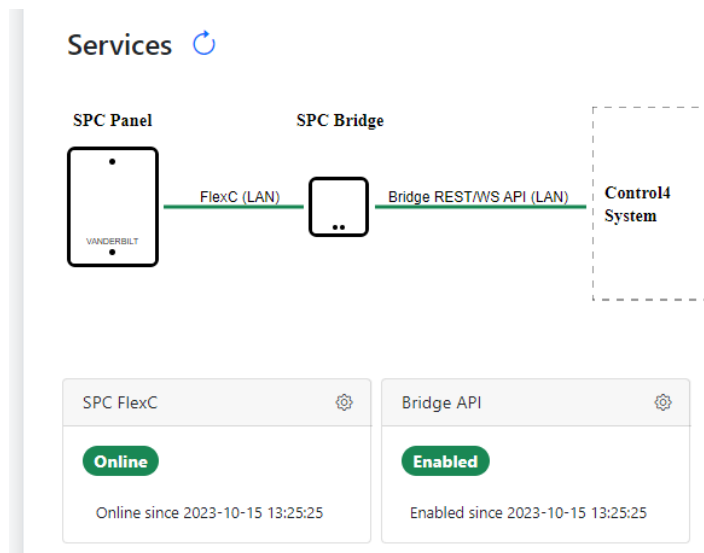 Services
SPC Panel
SPC Bridge
FlexC (LAN)
Bridge REST/WS API (LAN)
Control4
System
VANDERBILT
SPC FlexC
Bridge API
Online
Enabled
Online since 2023-10-15 13:25:25
Enabled since 2023-10-15 13:25:25